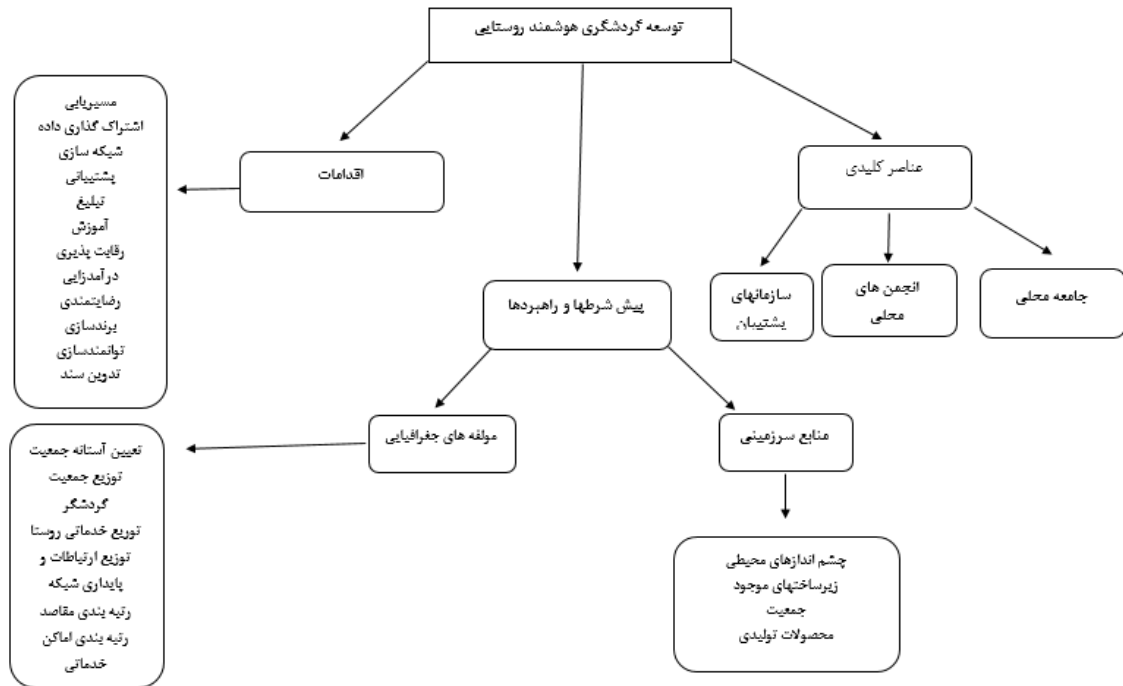 توسعه گردشگری هوشمند روستایی
عناصر کلیدی
جامعه محلی
انجمن های
محلی
سازمانهای
پشتیبان
اقدامات
مسیریابی
اشتراک گذاری داده
شبکه سازی
پشتیبانی
تبلیغ
آموزش
رقابت پذیری
درآمدزایی
رضایتمندی
برندسازی
توانمندسازی
تدوین سند
پیش شرطها و راهبردها
منابع سرزمینی
چشم اندازهای محیطی
زیرساختهای موجود
جمعیت
محصولات تولیدی
مولفه های جغرافیایی
تعیین آستانه جمعیت
توزیع جمعیت
گردشگر
توریع خدماتی روستا
توزیع ارتباطات و
پایداری شبکه
رتبه بندی مقاصد
رتبه بندی اماکن
خدماتی